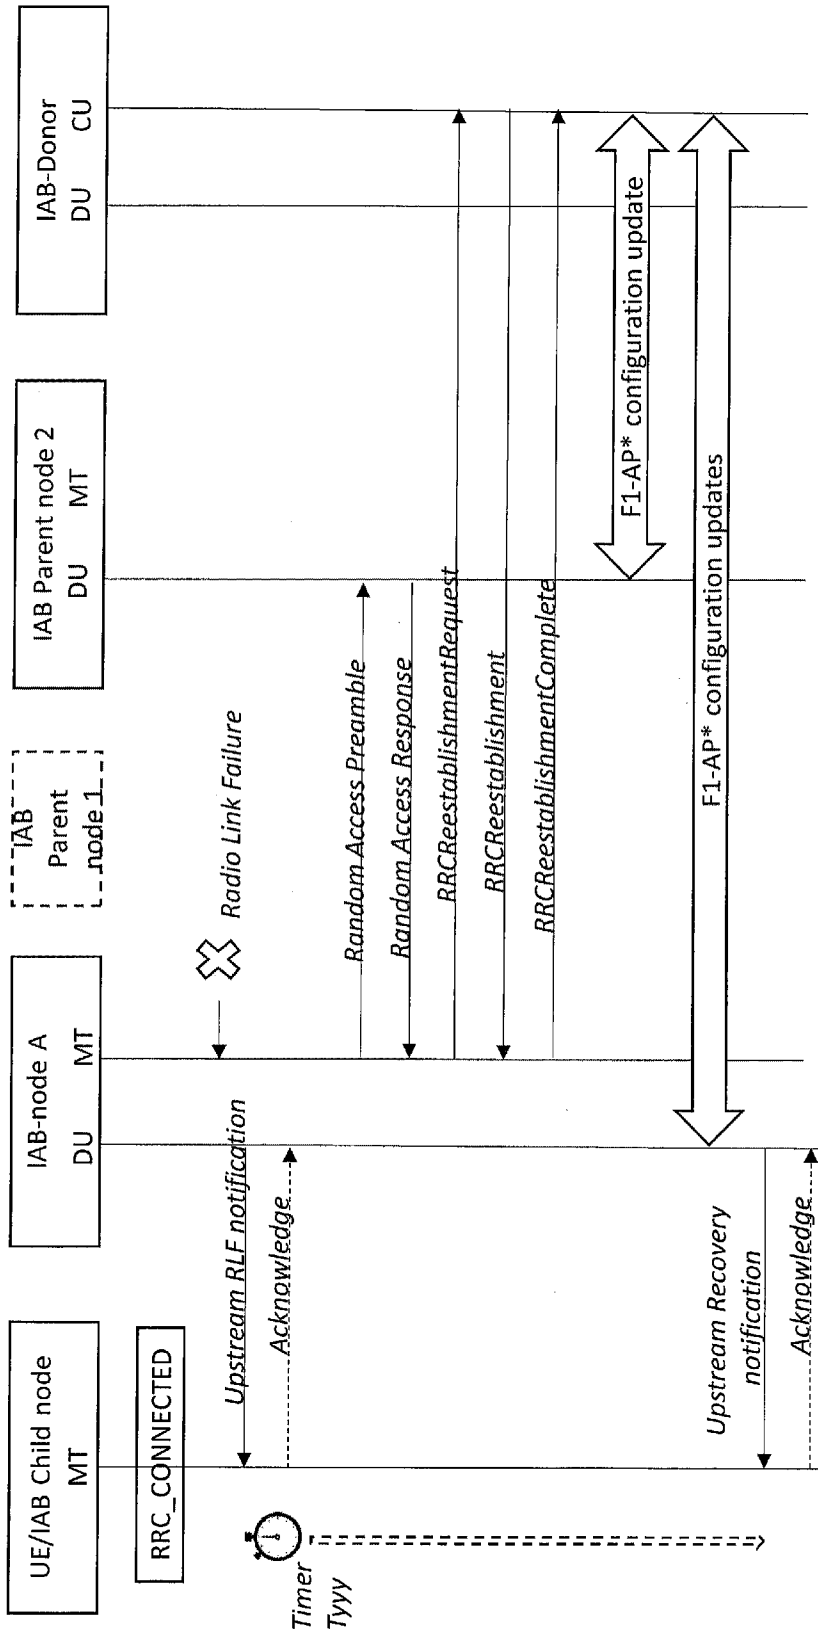 UE/IAB Child node
MT
IAB-node A
DU MT
IAB
Parent
node 1
IAB Parent node 2
DU MT
IAB-Donor
DU CU
RRC_CONNECTED
Radio Link Failure
Upstream RLF notification
Acknowledge
Timer
Tyyy
Random Access Preamble
Random Access Response
RRCReestablishmentRequest
RRCReestablishment
RRCReestablishmentComplete
F1-AP* configuration update
F1-AP* configuration updates
Upstream Recovery
notification
Acknowledge